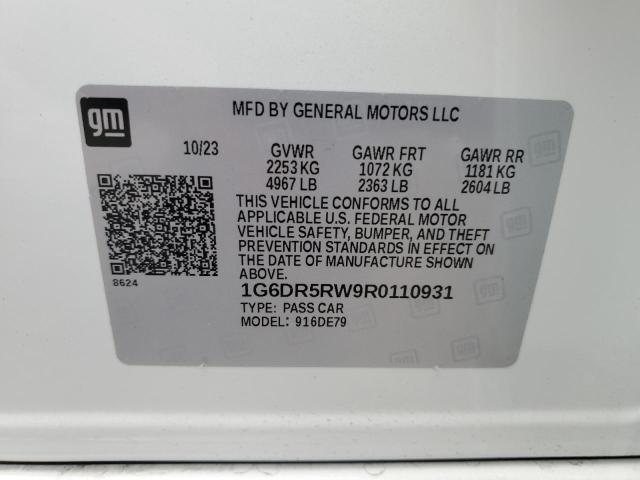 gm
MFD BY GENERAL MOTORS LLC
10/23 GVWR GAWR FRT GAWR RR
2253 KG 1072 KG 1181 KG
4967 LB 2363 LB 2604 LB
THIS VEHICLE CONFORMS TO ALL
APPLICABLE U.S. FEDERAL MOTOR
VEHICLE SAFETY, BUMPER, AND THEFT
PREVENTION STANDARDS IN EFFECT ON
THE DATE OF MANUFACTURE SHOWN
ABOVE.
8624
1G6DR5RW9R0110931
TYPE: PASS CAR
MODEL: 916DE79